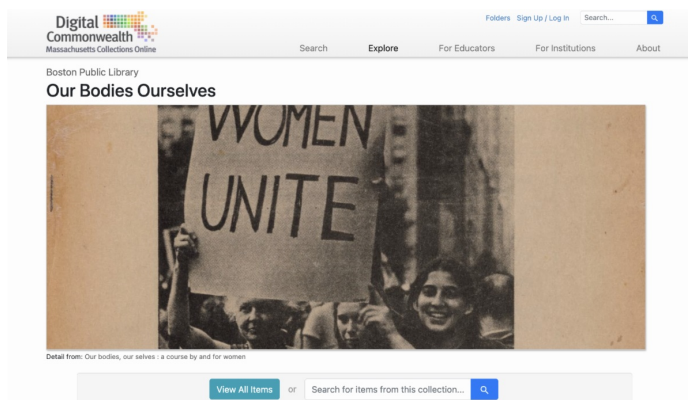 Digital
Commonwealth
Massachusetts Collections Online
Folders Sign Up / Log In Search...
Search Explore For Educators For Institutions About
Boston Public Library
Our Bodies Ourselves
WOMEN
UNITE
Detail from: Our bodies, our selves : a course by and for women
View All Items or Search for items from this collection...